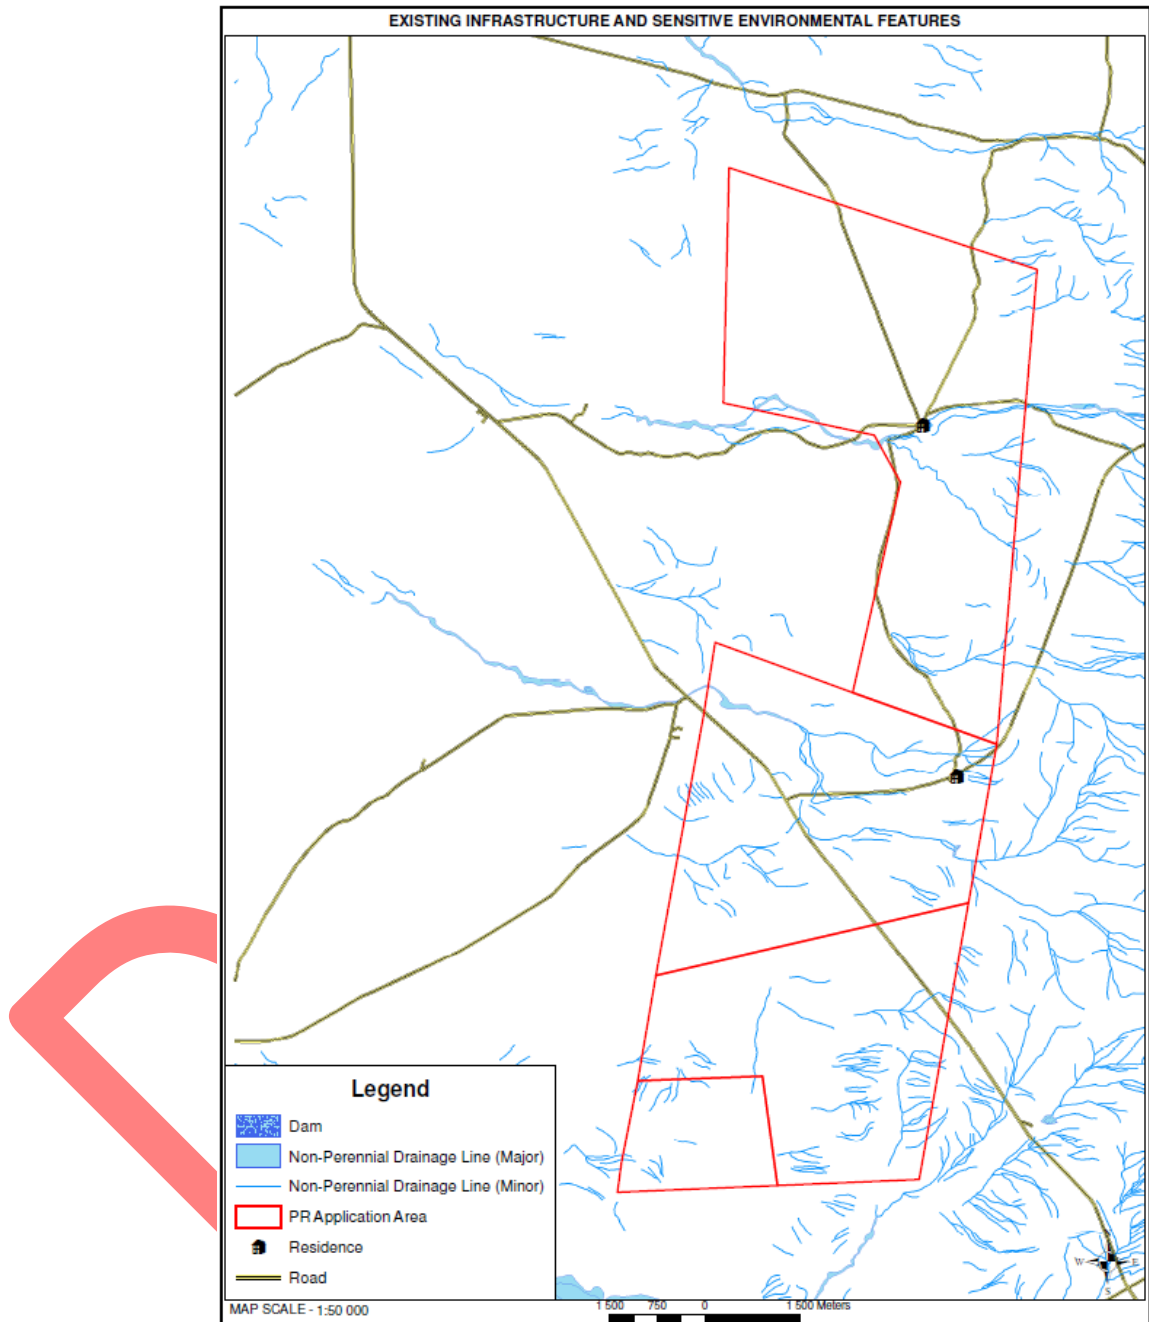 EXISTING INFRASTRUCTURE AND SENSITIVE ENVIRONMENTAL FEATURES
Legend
Dam
Non-Perennial Drainage Line (Major)
Non-Perennial Drainage Line (Minor)
PR Application Area
Residence
Road
W E
S
MAP SCALE - 1:50 000
1 500 750 0 1 500 Meters